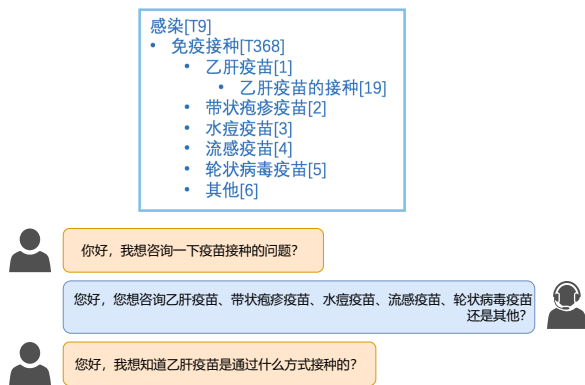 感染[T9]
• 免疫接种[T368]
• 乙肝疫苗[1]
• 乙肝疫苗的接种[19]
• 带状疱疹疫苗[2]
• 水痘疫苗[3]
• 流感疫苗[4]
• 轮状病毒疫苗[5]
• 其他[6]
你好，我想咨询一下疫苗接种的问题？
您好，您想咨询乙肝疫苗、带状疱疹疫苗、水痘疫苗、流感疫苗、轮状病毒疫苗
还是其他？
您好，我想知道乙肝疫苗是通过什么方式接种的？